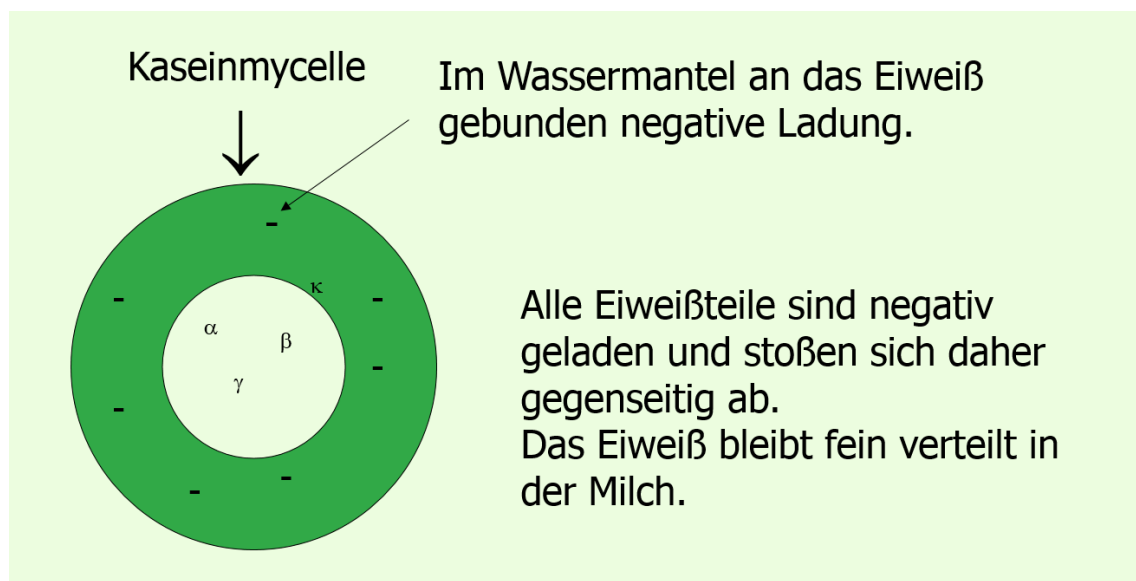 Kaseinmycelle
Im Wassermantel an das Eiweiß
gebunden negative Ladung.
-
κ
-
-
α
β
-
γ
-
-
-
Alle Eiweißteile sind negativ
geladen und stoßen sich daher
gegenseitig ab.
Das Eiweiß bleibt fein verteilt in
der Milch.